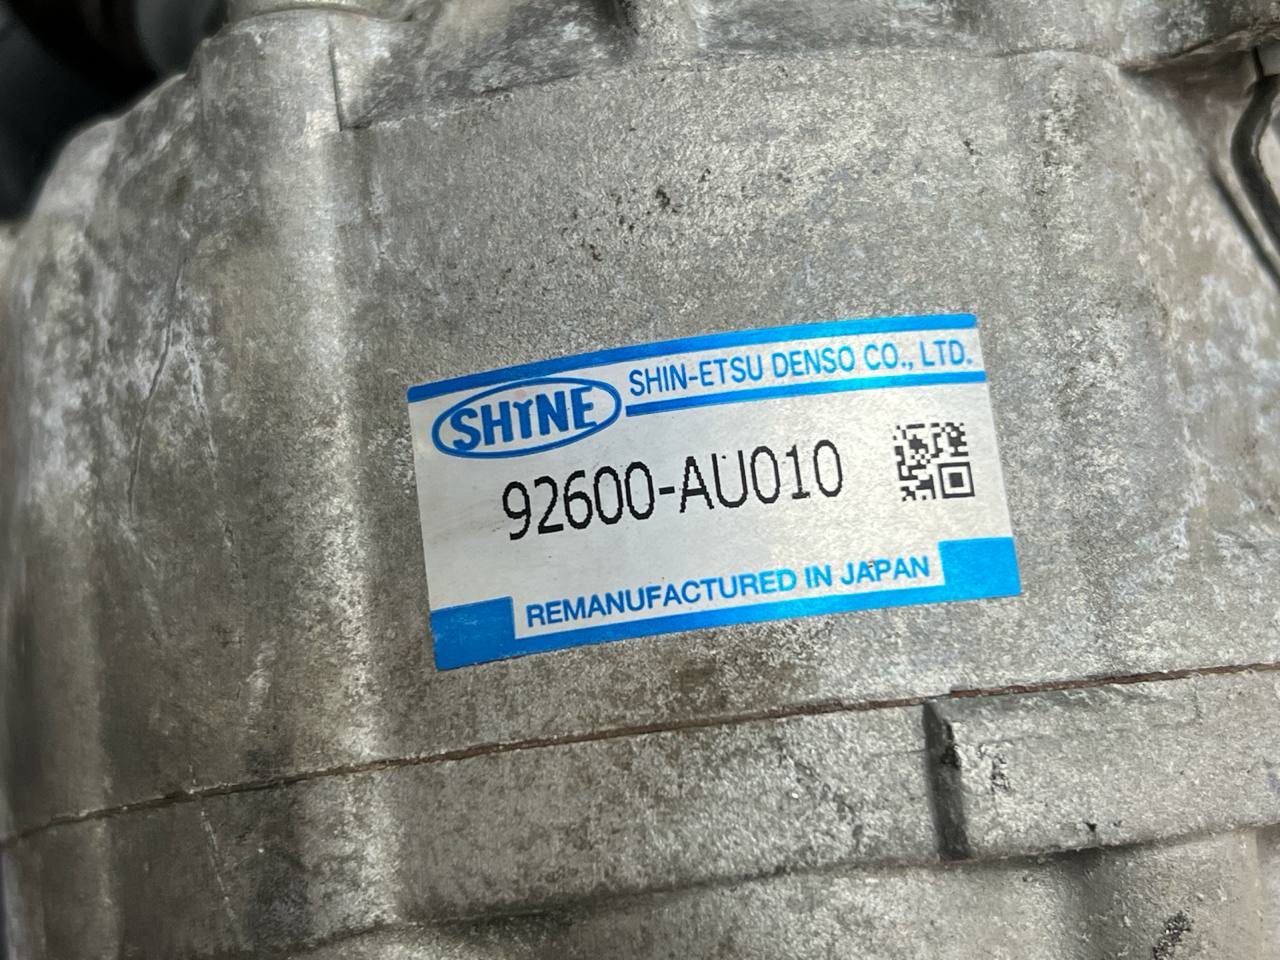 SHINE
SHIN-ETSU DENSO CO., LTD.
92600-AU010
REMANUFACTURED IN JAPAN